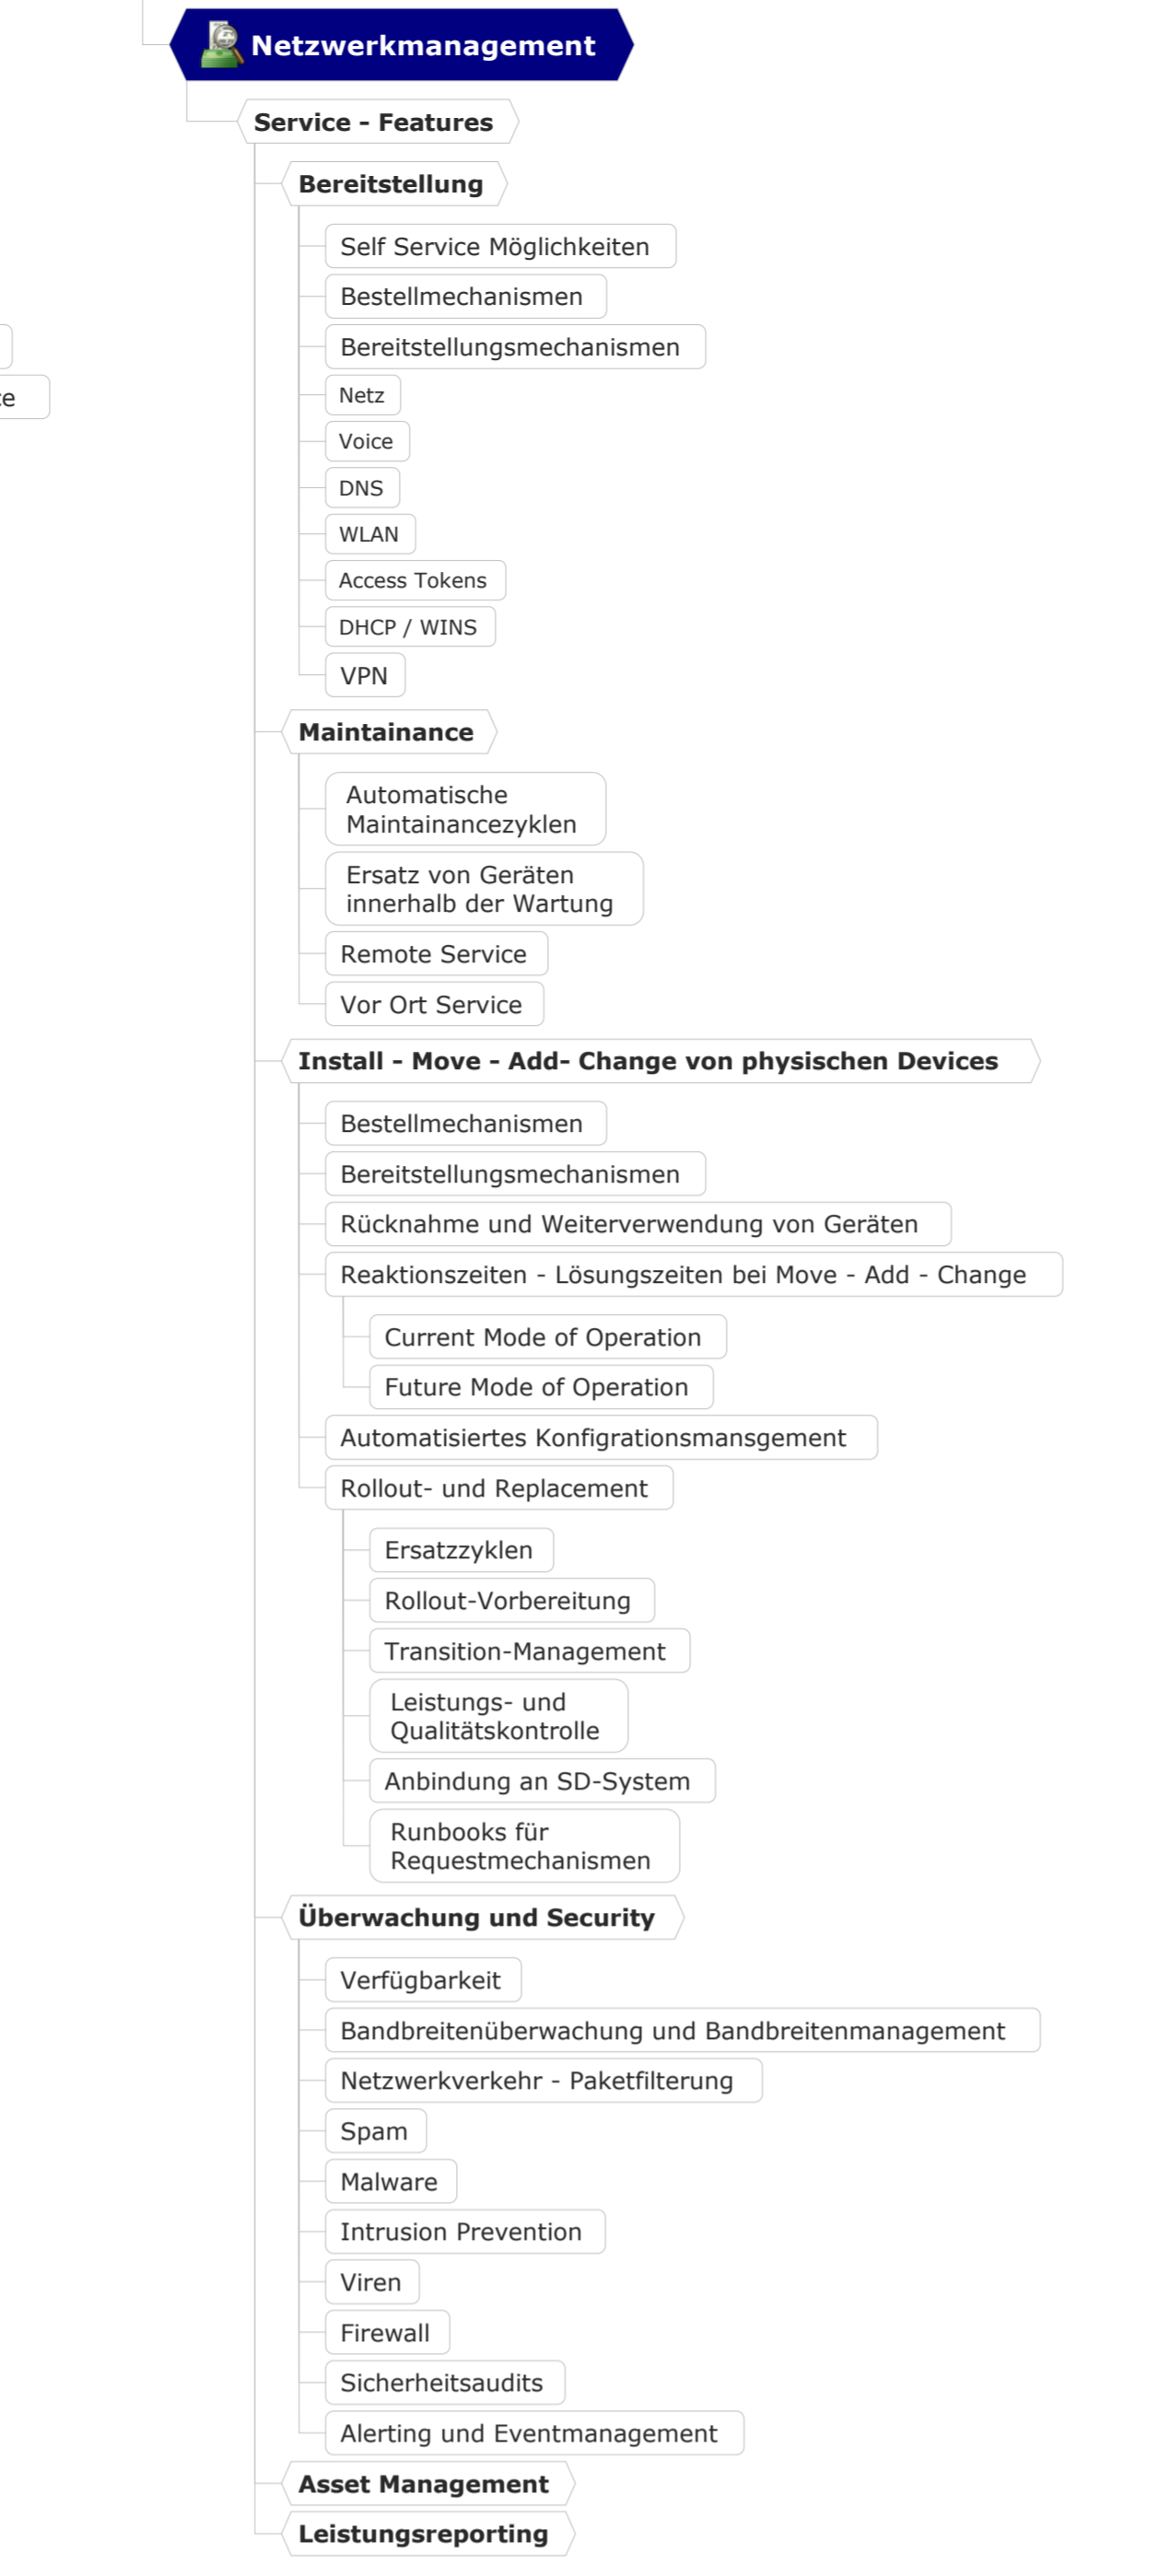 Netzwerkmanagement
Service - Features
Bereitstellung
Self Service Möglichkeiten
Bestellmechanismen
Bereitstellungsmechanismen
Netz
Voice
DNS
WLAN
Access Tokens
DHCP / WINS
VPN
Maintainance
Automatische
Maintainancezyklen
Ersatz von Geräten
innerhalb der Wartung
Remote Service
Vor Ort Service
Install - Move - Add- Change von physischen Devices
Bestellmechanismen
Bereitstellungsmechanismen
Rücknahme und Weiterverwendung von Geräten
Reaktionszeiten - Lösungszeiten bei Move - Add - Change
Current Mode of Operation
Future Mode of Operation
Automatisiertes Konfigrationsmansgement
Rollout- und Replacement
Ersatzzyklen
Rollout-Vorbereitung
Transition-Management
Leistungs- und
Qualitätskontrolle
Anbindung an SD-System
Runbooks für
Requestmechanismen
Überwachung und Security
Verfügbarkeit
Bandbreitenüberwachung und Bandbreitenmanagement
Netzwerkverkehr - Paketfilterung
Spam
Malware
Intrusion Prevention
Viren
Firewall
Sicherheitsaudits
Alerting und Eventmanagement
Asset Management
Leistungsreporting